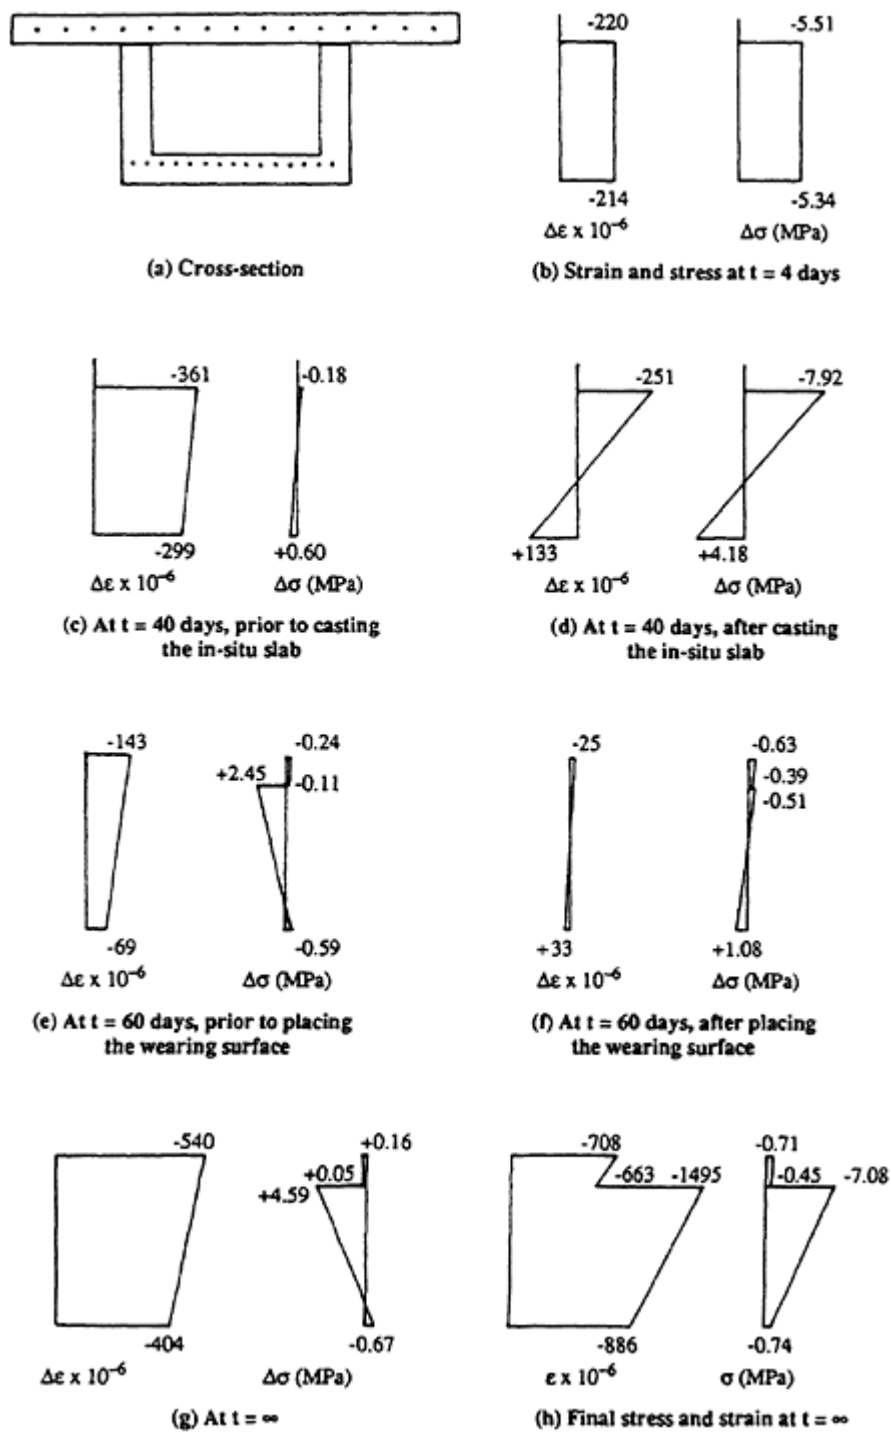 -220
-5.51
-214
-5.34
Δε x 10⁻⁶
Δσ (MPa)
(a) Cross-section
(b) Strain and stress at t = 4 days
-361
-0.18
-251
-7.92
-299
+0.60
+133
+4.18
Δε x 10⁻⁶
Δσ (MPa)
Δε x 10⁻⁶
Δσ (MPa)
(c) At t = 40 days, prior to casting
the in-situ slab
(d) At t = 40 days, after casting
the in-situ slab
-143
-0.24
+2.45
-0.11
-25
-0.63
-0.39
-0.51
-69
-0.59
+33
+1.08
Δε x 10⁻⁶
Δσ (MPa)
Δε x 10⁻⁶
Δσ (MPa)
(e) At t = 60 days, prior to placing
the wearing surface
(f) At t = 60 days, after placing
the wearing surface
-540
+0.16
+0.05
+4.59
-708
-0.71
-663
-1495
-0.45
-7.08
-404
-0.67
-886
-0.74
Δε x 10⁻⁶
Δσ (MPa)
ε x 10⁻⁶
σ (MPa)
(g) At t = ∞
(h) Final stress and strain at t = ∞